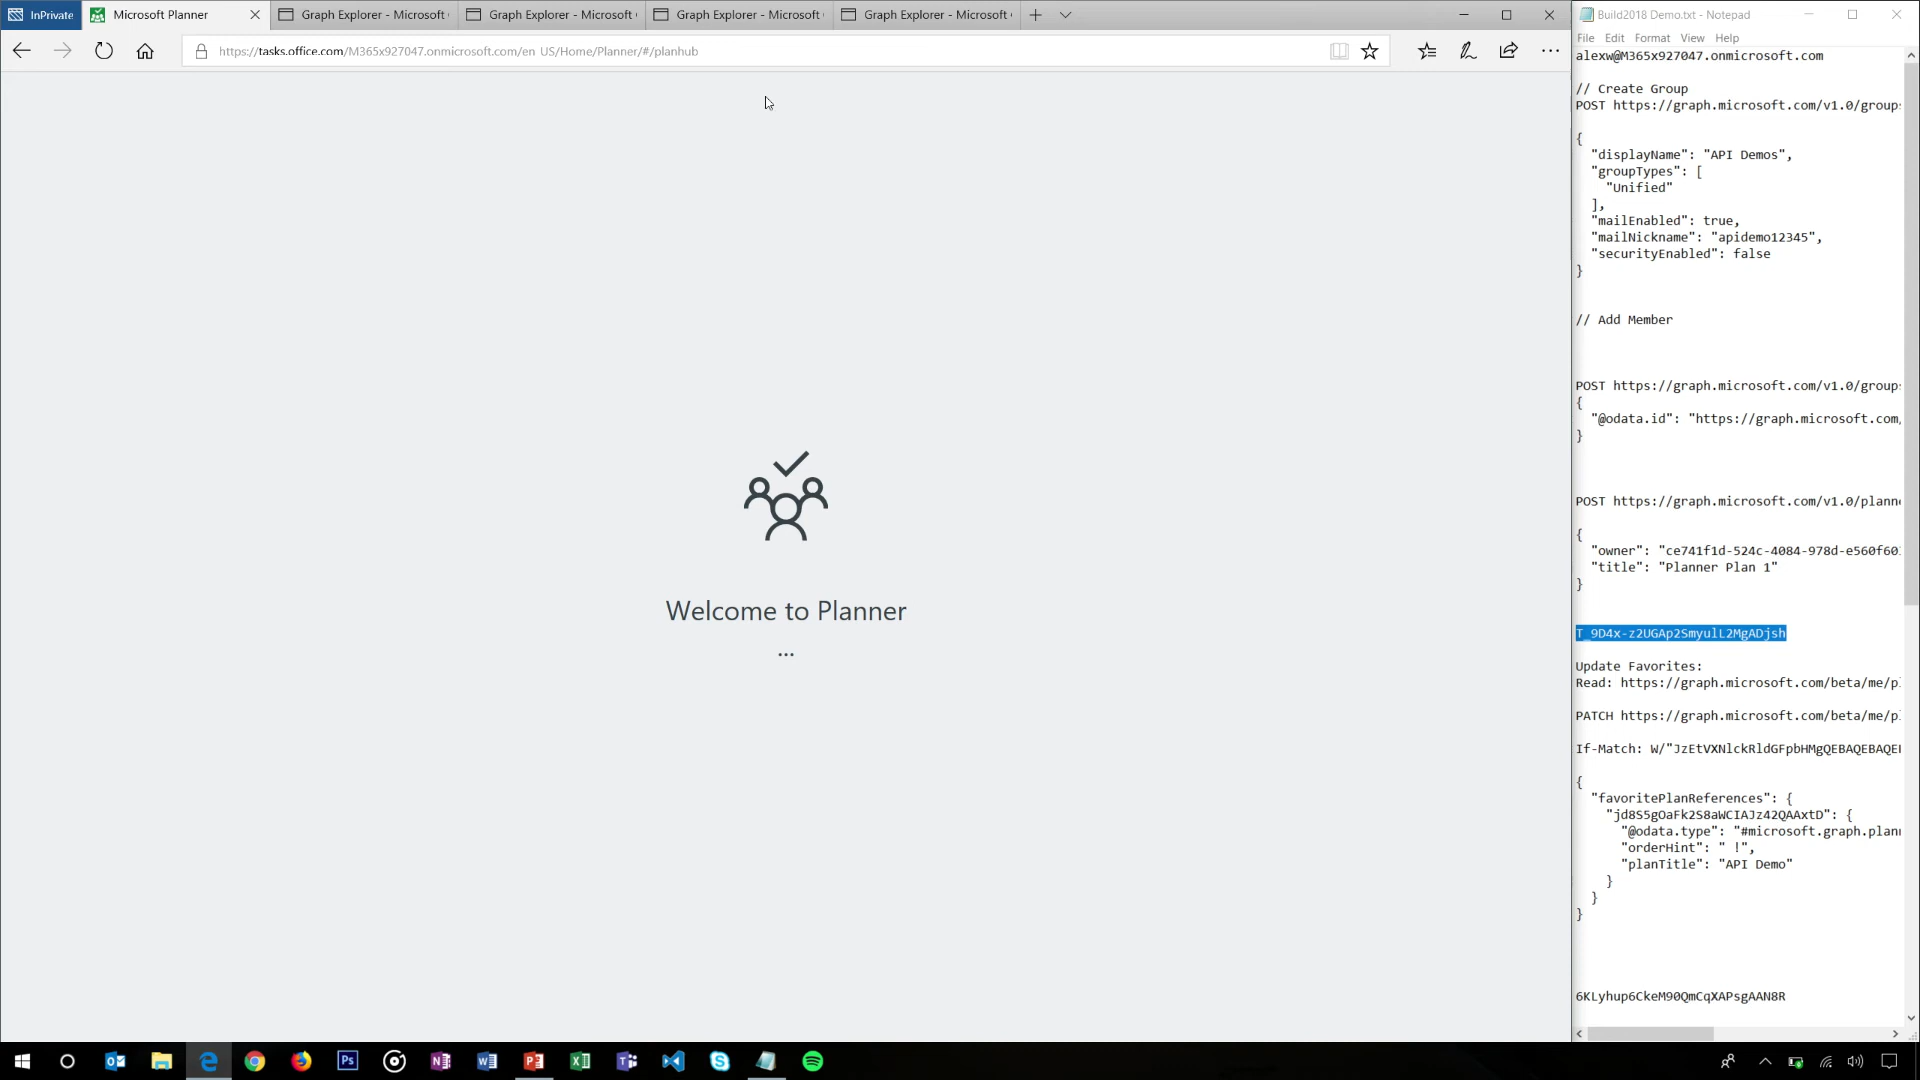 InPrivate
Microsoft Planner
Graph Explorer - Microsoft
Graph Explorer - Microsoft
Graph Explorer - Microsoft
Graph Explorer - Microsoft
https://tasks.office.com/M365x927047.onmicrosoft.com/en US/Home/Planner/#/planhub
Welcome to Planner
...
Build2018 Demo.txt - Notepad
File Edit Format View Help
alexw@M365x927047.onmicrosoft.com
// Create Group
POST https://graph.microsoft.com/v1.0/groups
{
"displayName": "API Demos",
"groupTypes": [
"Unified"
],
"mailEnabled": true,
"mailNickname": "apidemo12345",
"securityEnabled": false
}
// Add Member
POST https://graph.microsoft.com/v1.0/groups
{
"@odata.id": "https://graph.microsoft.com/
}
POST https://graph.microsoft.com/v1.0/planne
{
"owner": "ce741f1d-524c-4084-978d-e560f60
"title": "Planner Plan 1"
}
T_9D4x-z2UGAp2SmyulL2MgADjsh
Update Favorites:
Read: https://graph.microsoft.com/beta/me/p
PATCH https://graph.microsoft.com/beta/me/p
If-Match: W/"JzEtVXNlckRldGFpbHMgQEBAQEBAQE
{
"favoritePlanReferences": {
"jd8S5gOaFk2S8aWCIAJz42QAAxtD": {
"@odata.type": "#microsoft.graph.plan
"orderHint": " !",
"planTitle": "API Demo"
}
}
}
6KLyhup6CkeM90QmCqXAPsgAAN8R